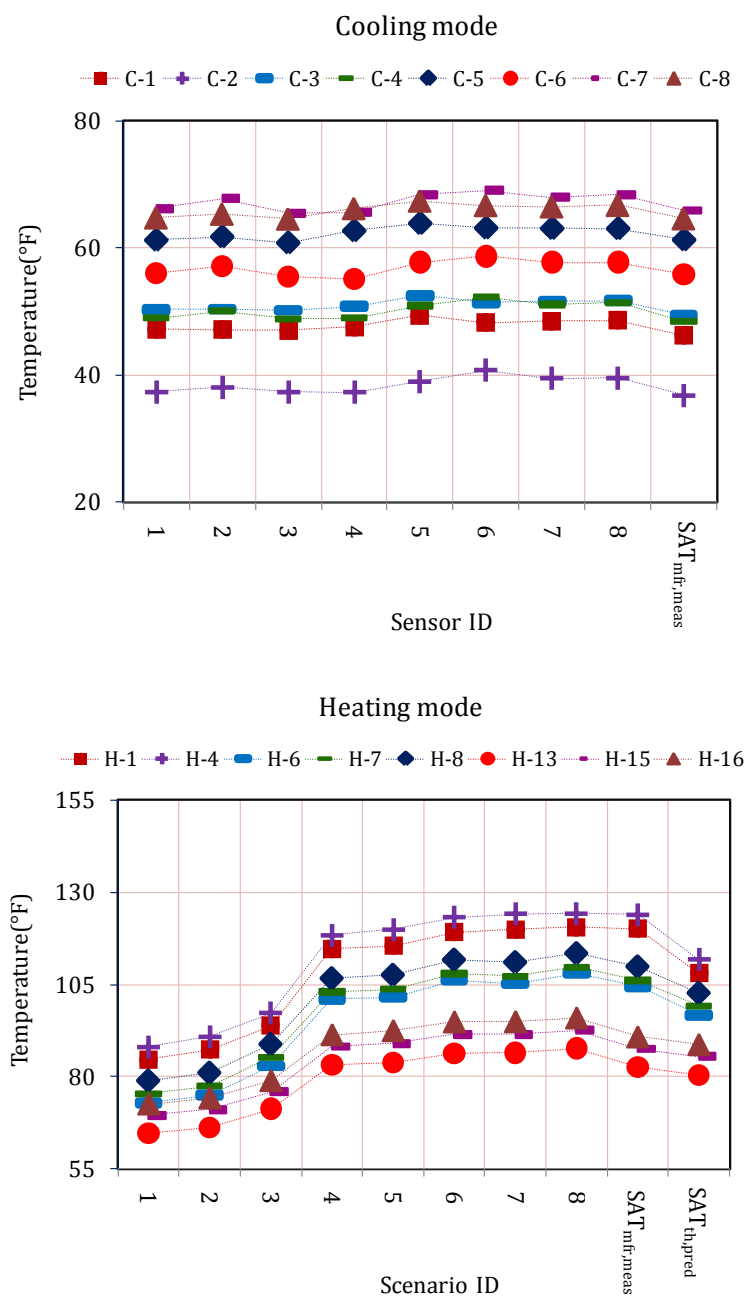 Cooling mode
C-1 C-2 C-3 C-4 C-5 C-6 C-7 C-8
80
60
40
20
Temperature(°F)
1 2 3 4 5 6 7 8 SATmfr,meas
Sensor ID
Heating mode
H-1 H-4 H-6 H-7 H-8 H-13 H-15 H-16
155
130
105
80
55
Temperature(°F)
1 2 3 4 5 6 7 8 SATmfr,meas SATth,pred
Scenario ID